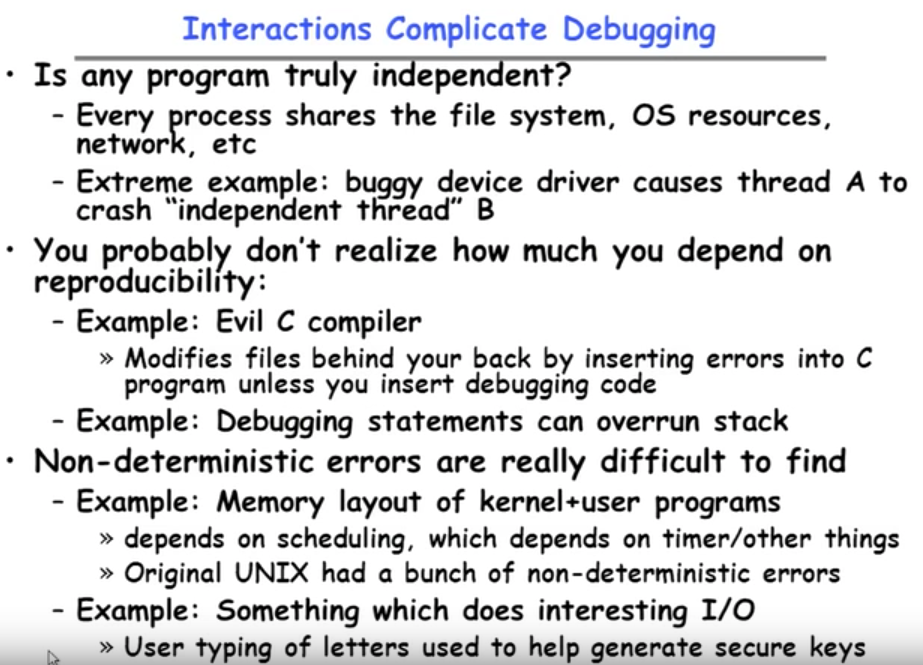 Interactions Complicate Debugging
• Is any program truly independent?
– Every process shares the file system, OS resources,
network, etc
– Extreme example: buggy device driver causes thread A to
crash “independent thread” B
• You probably don’t realize how much you depend on
reproducibility:
– Example: Evil C compiler
» Modifies files behind your back by inserting errors into C
program unless you insert debugging code
– Example: Debugging statements can overrun stack
• Non-deterministic errors are really difficult to find
– Example: Memory layout of kernel+user programs
» depends on scheduling, which depends on timer/other things
» Original UNIX had a bunch of non-deterministic errors
– Example: Something which does interesting I/O
» User typing of letters used to help generate secure keys